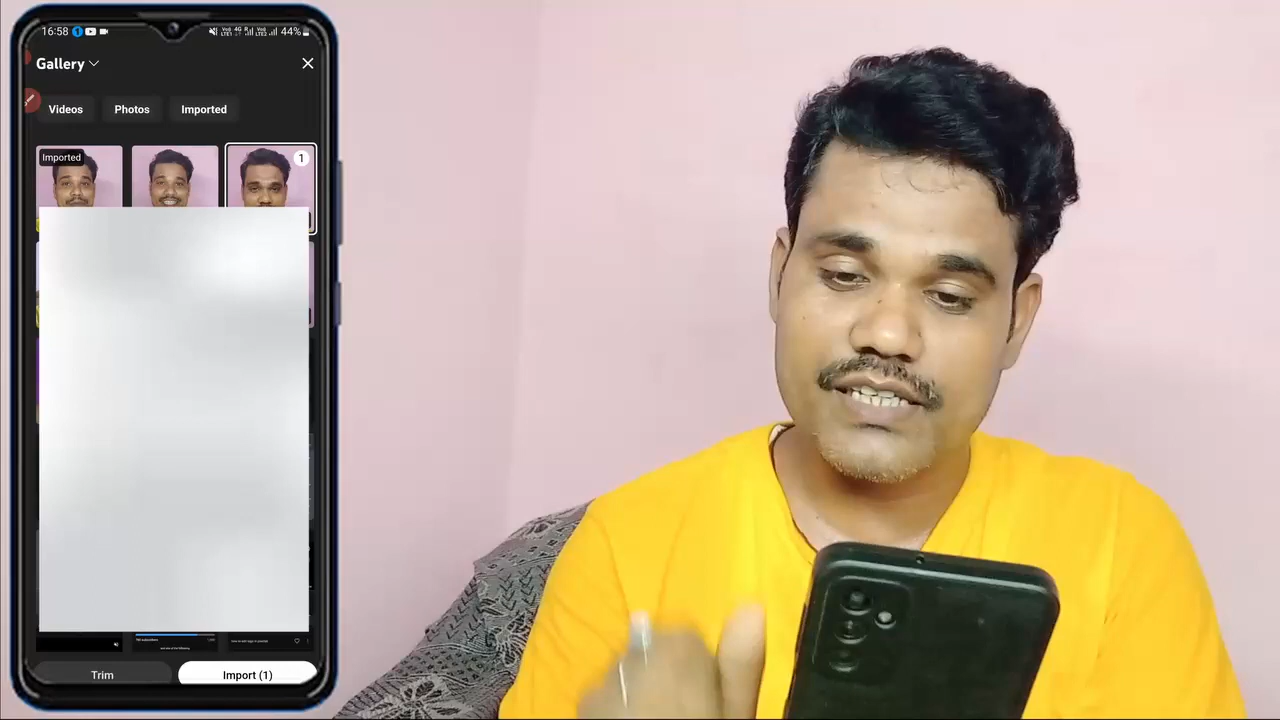 16:58 44%
Gallery
Videos Photos Imported
Imported 1
Trim Import (1)